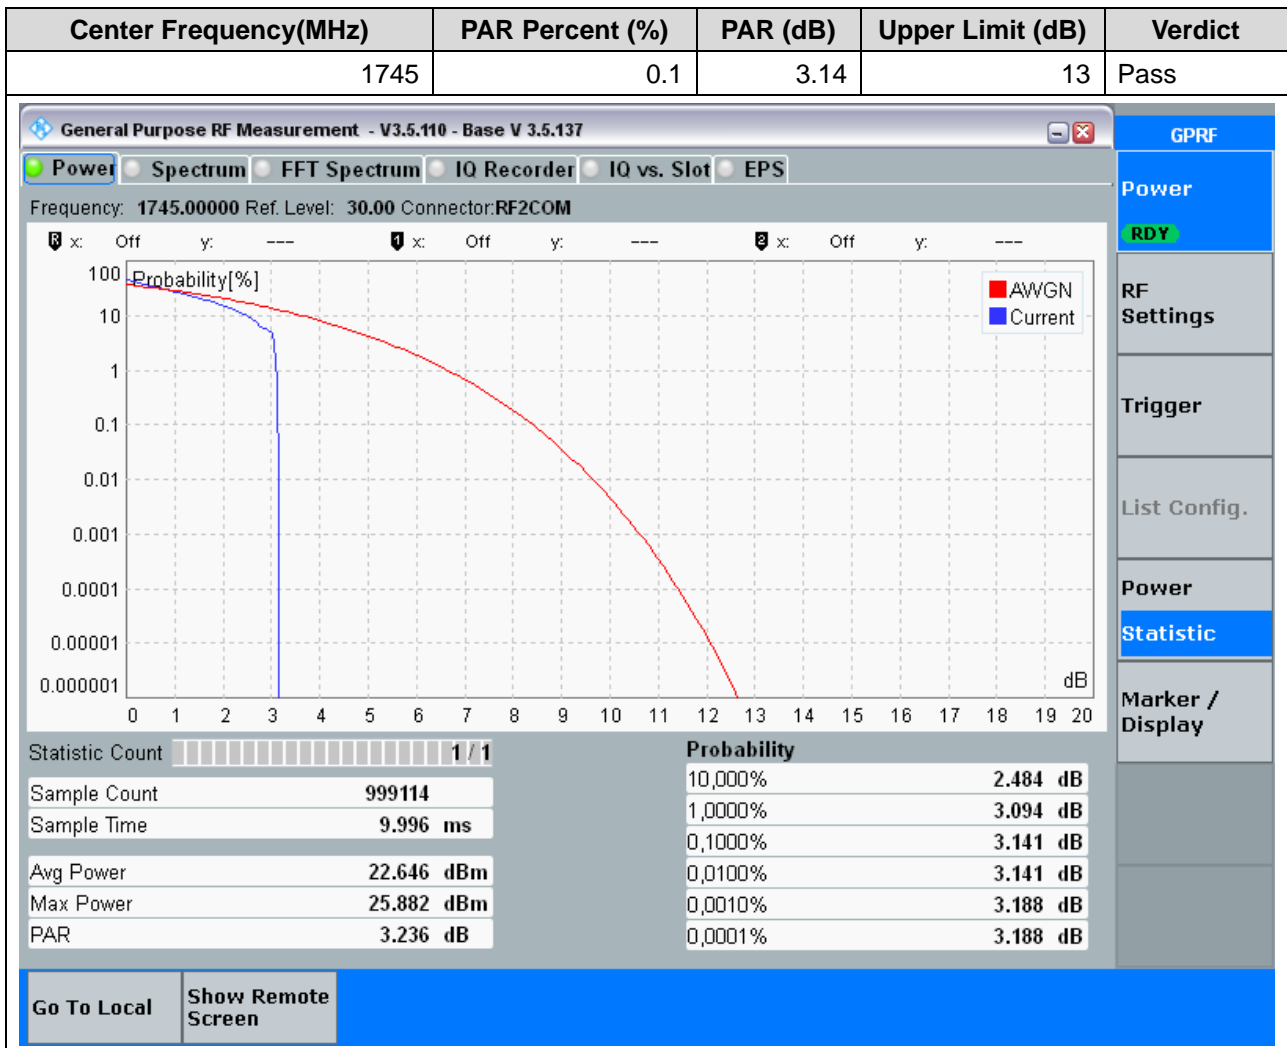 Center Frequency(MHz) PAR Percent (%) PAR (dB) Upper Limit (dB) Verdict
1745 0.1 3.14 13 Pass
General Purpose RF Measurement - V3.5.110 - Base V 3.5.137
Power Spectrum FFT Spectrum IQ Recorder IQ vs. Slot EPS
Frequency: 1745.00000 Ref. Level: 30.00 Connector:RF2COM
R x: Off y: --- 1 x: Off y: --- 2 x: Off y: ---
Probability[%]
AWGN
Current
100
10
1
0.1
0.01
0.001
0.0001
0.00001
0.000001
dB
0 1 2 3 4 5 6 7 8 9 10 11 12 13 14 15 16 17 18 19 20
Statistic Count 1 / 1
Sample Count 999114
Sample Time 9.996 ms
Avg Power 22.646 dBm
Max Power 25.882 dBm
PAR 3.236 dB
Probability
10,000% 2.484 dB
1,0000% 3.094 dB
0,1000% 3.141 dB
0,0100% 3.141 dB
0,0010% 3.188 dB
0,0001% 3.188 dB
GPRF
Power
RDY
RF
Settings
Trigger
List Config.
Power
Statistic
Marker /
Display
Go To Local
Show Remote
Screen